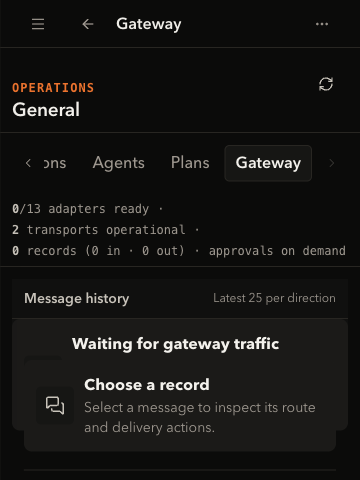 Gateway
OPERATIONS
General
ons
Agents
Plans
Gateway
0/13 adapters ready ·
2 transports operational ·
0 records (0 in · 0 out) · approvals on demand
Message history
Latest 25 per direction
Waiting for gateway traffic
Choose a record
Select a message to inspect its route
and delivery actions.